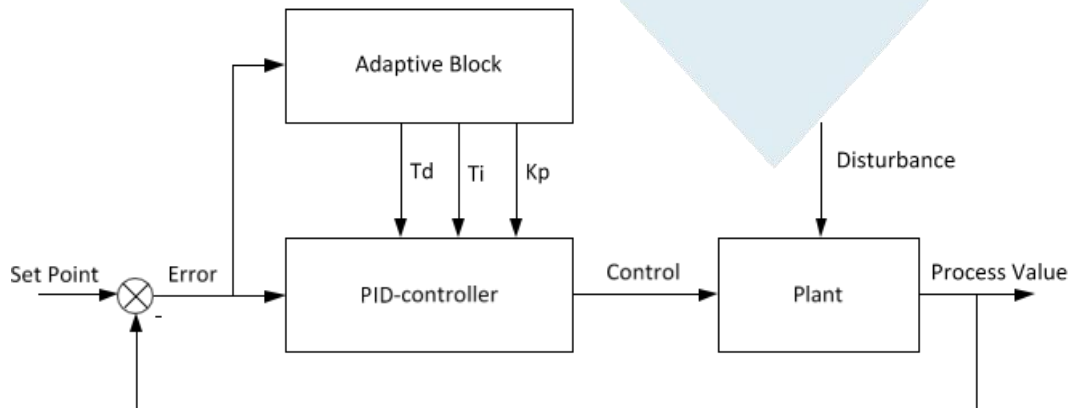 Adaptive Block
Td
Ti
Kp
Disturbance
Set Point
Error
-
PID-controller
Control
Plant
Process Value